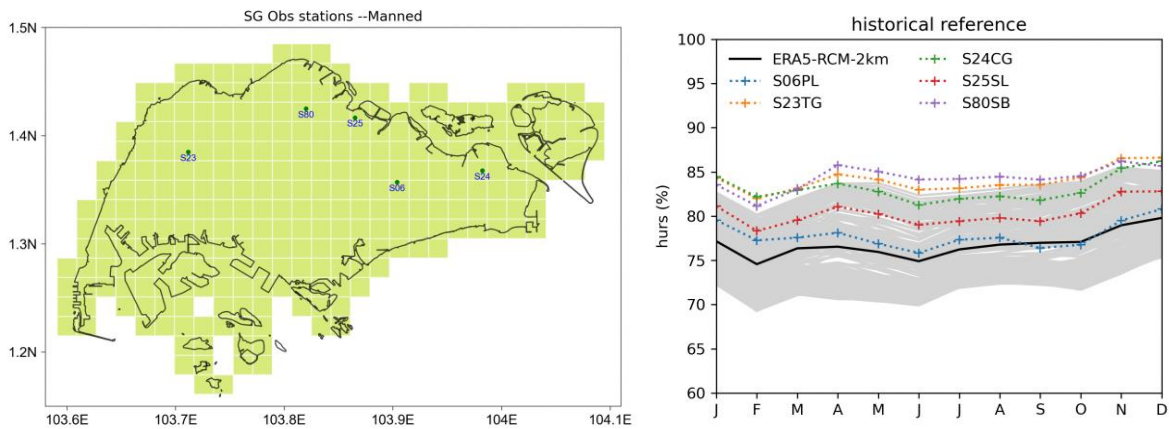 SG Obs stations --Manned
1.5N
1.4N
1.3N
1.2N
103.6E 103.7E 103.8E 103.9E 104E 104.1E
S80
S25
S23
S24
S06
historical reference
hurs (%)
100
95
90
85
80
75
70
65
60
ERA5-RCM-2km
S06PL
S23TG
S24CG
S25SL
S80SB
J F M A M J J A S O N D